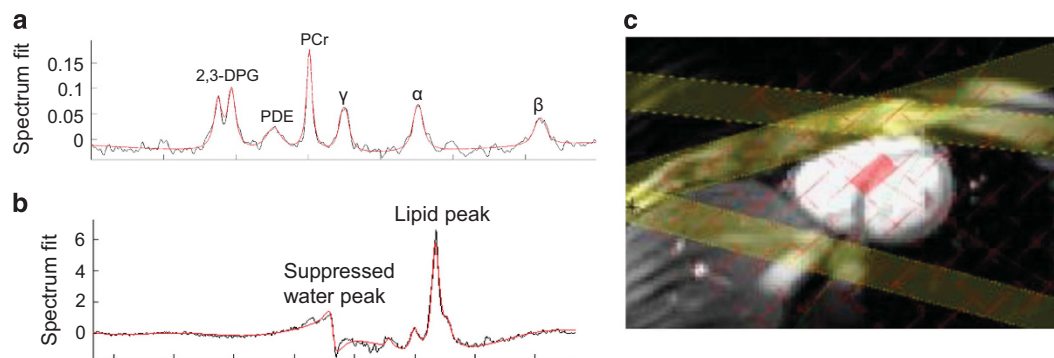 a
Spectrum fit
0.15
0.1
0.05
0
2,3-DPG
PDE
PCr
γ
α
β
b
Spectrum fit
6
4
2
0
Suppressed
water peak
Lipid peak
c